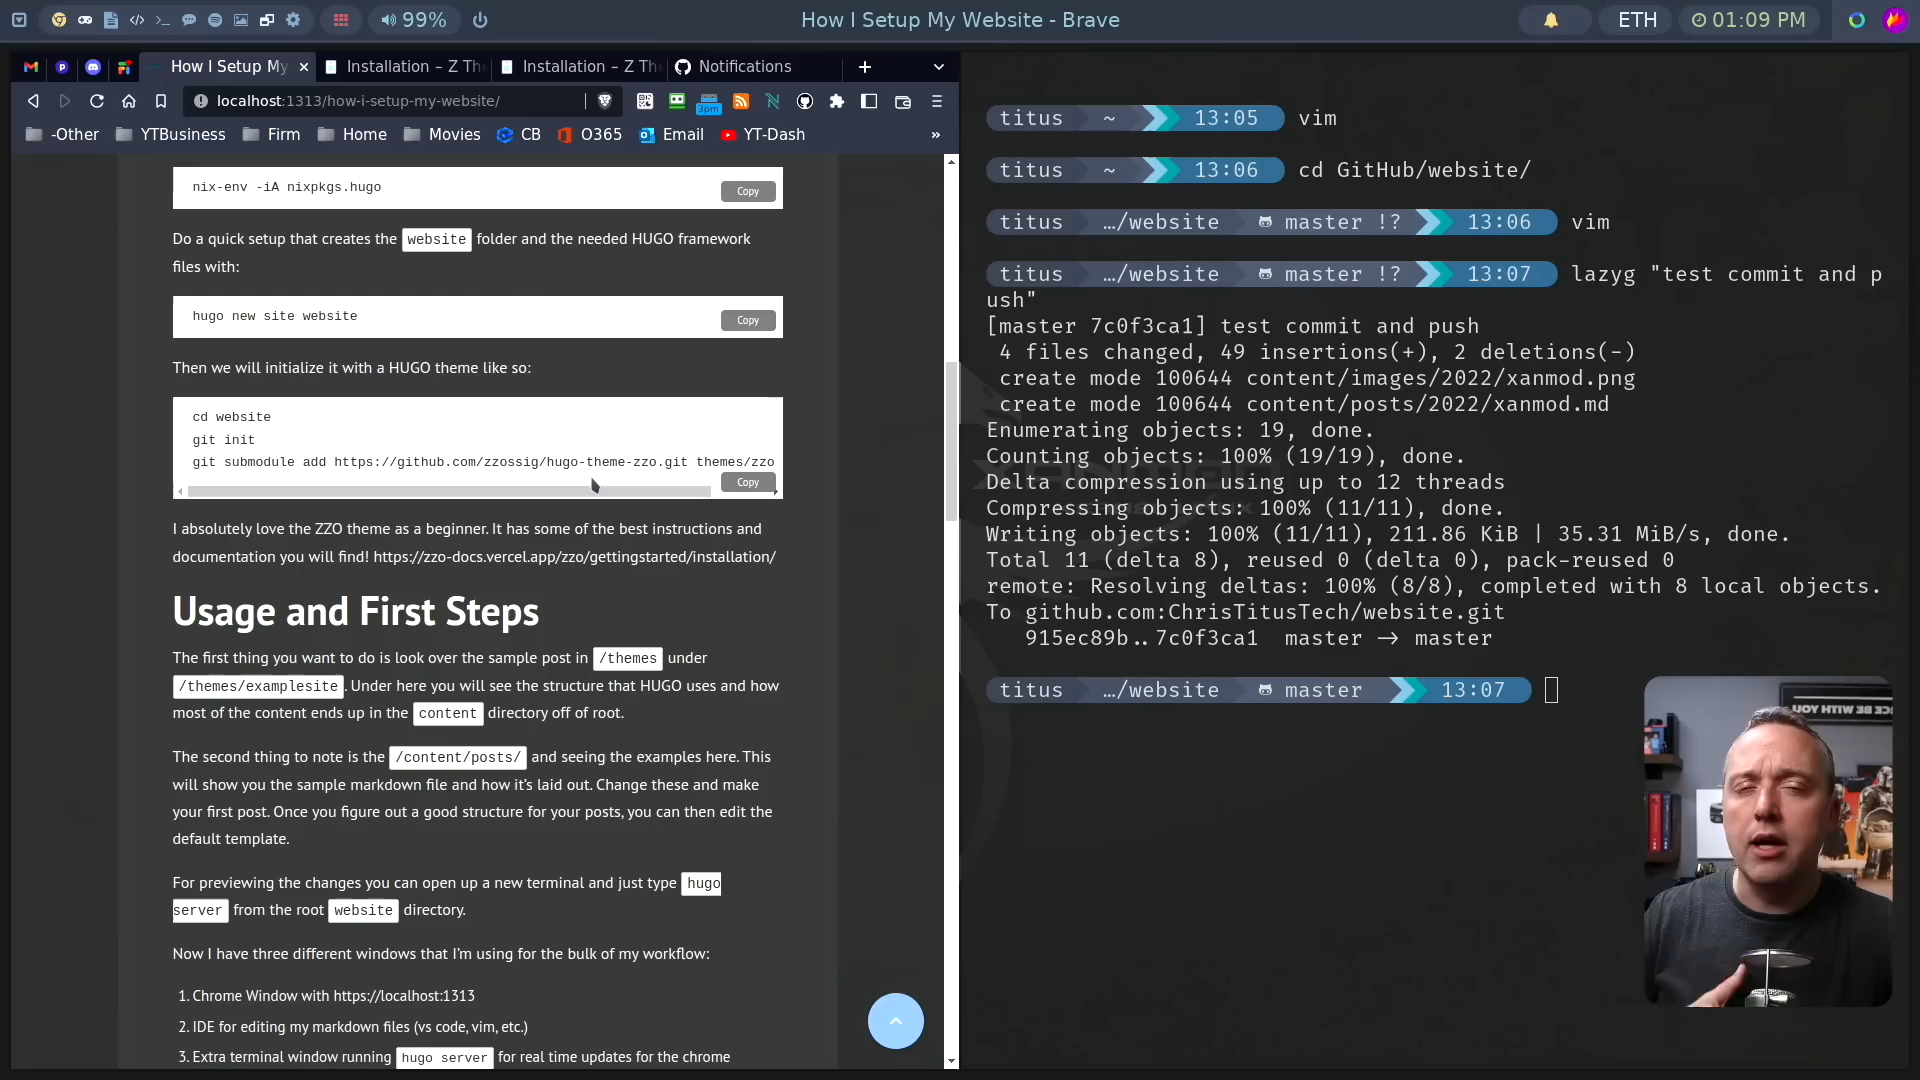 99%
How I Setup My Website - Brave
ETH
01:09 PM
How I Setup My
Installation – Z Th
Installation – Z Th
Notifications
localhost:1313/how-i-setup-my-website/
3pm
-Other
YTBusiness
Firm
Home
Movies
CB
O365
Email
YT-Dash
»
nix-env -iA nixpkgs.hugo
Copy
Do a quick setup that creates the website folder and the needed HUGO framework
files with:
hugo new site website
Copy
Then we will initialize it with a HUGO theme like so:
cd website
git init
git submodule add https://github.com/zzossig/hugo-theme-zzo.git themes/zzo
Copy
I absolutely love the ZZO theme as a beginner. It has some of the best instructions and
documentation you will find! https://zzo-docs.vercel.app/zzo/gettingstarted/installation/
Usage and First Steps
The first thing you want to do is look over the sample post in /themes under
/themes/examplesite. Under here you will see the structure that HUGO uses and how
most of the content ends up in the content directory off of root.
The second thing to note is the /content/posts/ and seeing the examples here. This
will show you the sample markdown file and how it's laid out. Change these and make
your first post. Once you figure out a good structure for your posts, you can then edit the
default template.
For previewing the changes you can open up a new terminal and just type hugo
server from the root website directory.
Now I have three different windows that I'm using for the bulk of my workflow:
1. Chrome Window with https://localhost:1313
2. IDE for editing my markdown files (vs code, vim, etc.)
3. Extra terminal window running hugo server for real time updates for the chrome
titus ~ 13:05 vim
titus ~ 13:06 cd GitHub/website/
titus …/website master !? 13:06 vim
titus …/website master !? 13:07 lazyg "test commit and p
ush"
[master 7c0f3ca1] test commit and push
4 files changed, 49 insertions(+), 2 deletions(-)
create mode 100644 content/images/2022/xanmod.png
create mode 100644 content/posts/2022/xanmod.md
Enumerating objects: 19, done.
Counting objects: 100% (19/19), done.
Delta compression using up to 12 threads
Compressing objects: 100% (11/11), done.
Writing objects: 100% (11/11), 211.86 KiB | 35.31 MiB/s, done.
Total 11 (delta 8), reused 0 (delta 0), pack-reused 0
remote: Resolving deltas: 100% (8/8), completed with 8 local objects.
To github.com:ChrisTitusTech/website.git
915ec89b..7c0f3ca1 master → master
titus …/website master 13:07